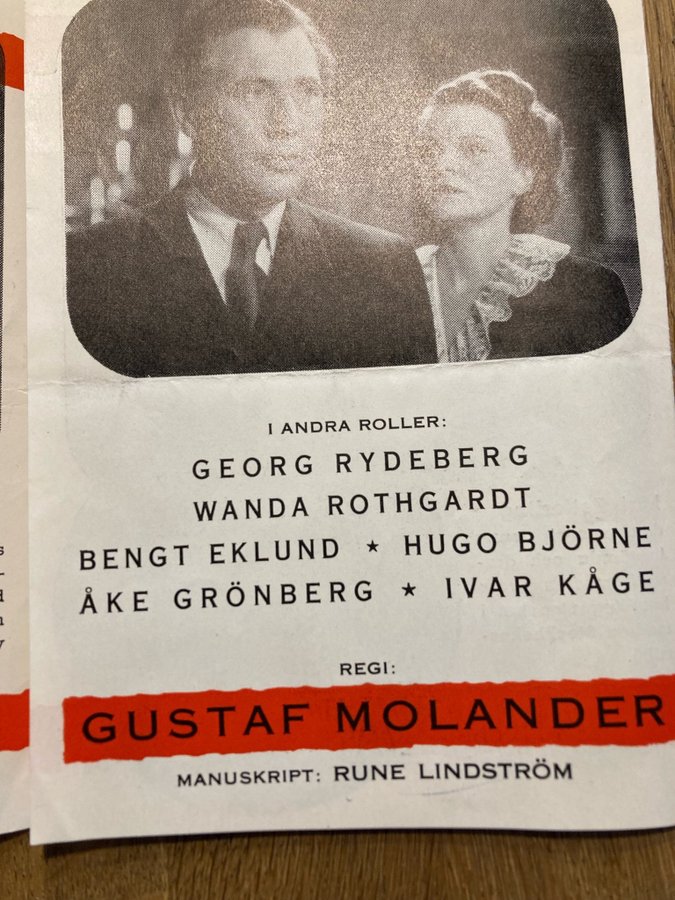 I ANDRA ROLLER:
GEORG RYDEBERG
WANDA ROTHGARDT
BENGT EKLUND ★ HUGO BJÖRNE
ÅKE GRÖNBERG ★ IVAR KÅGE
REGI:
GUSTAF MOLANDER
MANUSKRIPT: RUNE LINDSTRÖM